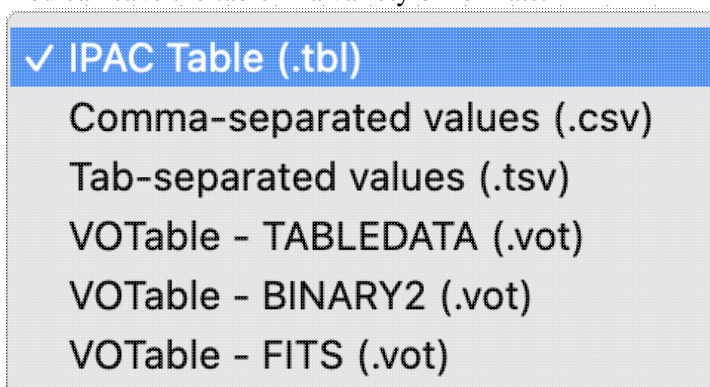 ✓ IPAC Table (.tbl)
Comma-separated values (.csv)
Tab-separated values (.tsv)
VOTable - TABLEDATA (.vot)
VOTable - BINARY2 (.vot)
VOTable - FITS (.vot)